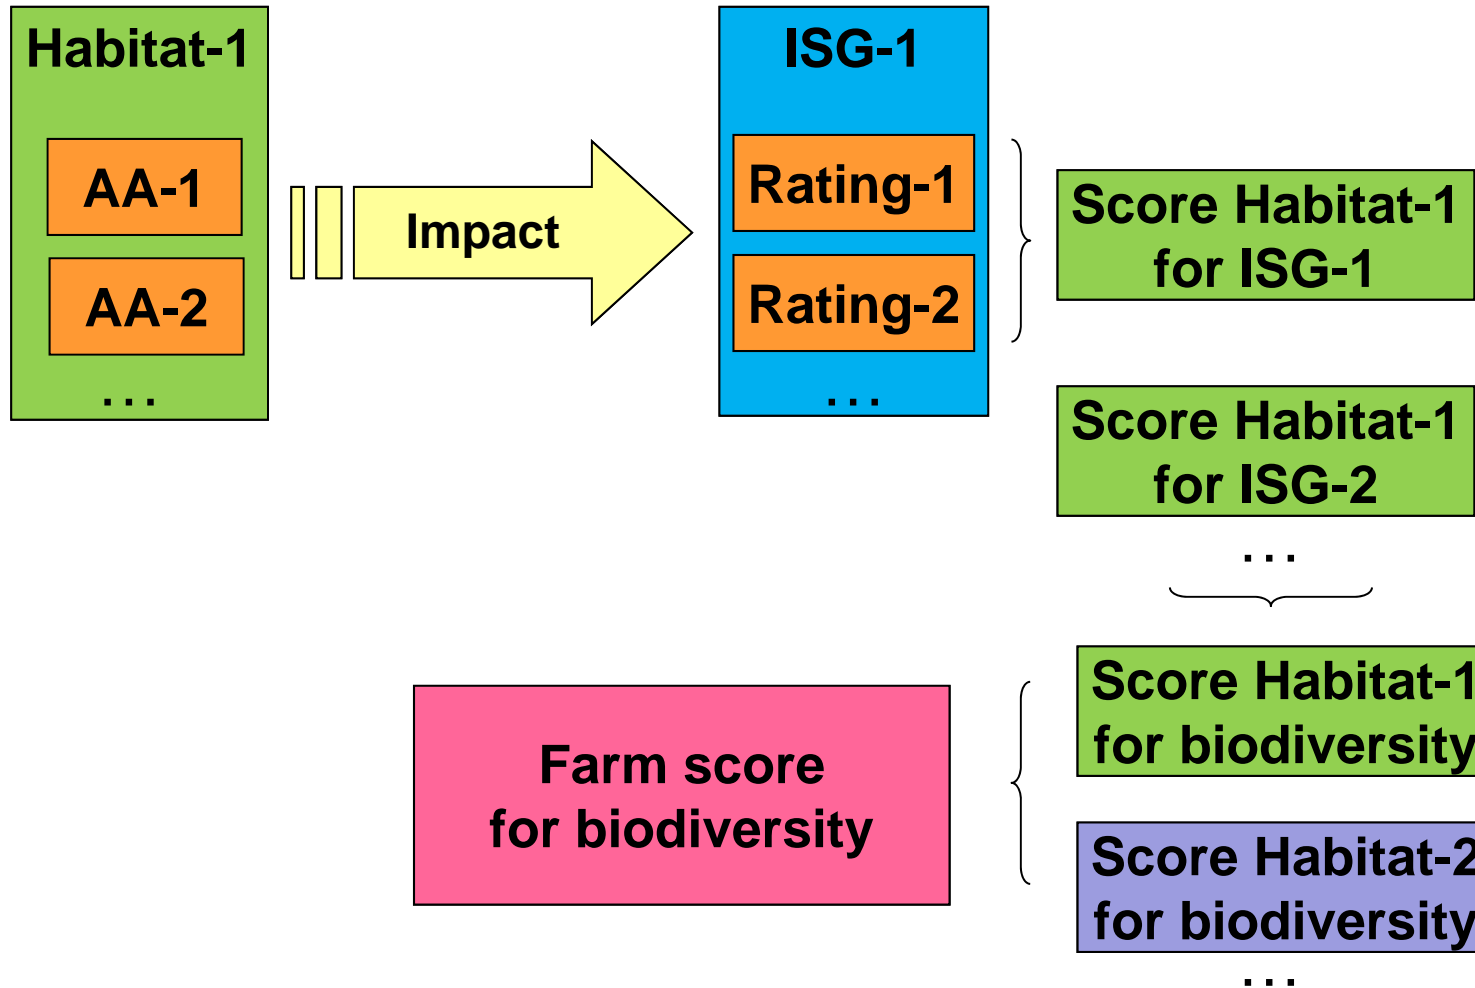 Habitat-1
AA-1
AA-2
...
Impact
ISG-1
Rating-1
Rating-2
...
Score Habitat-1
for ISG-1
Score Habitat-1
for ISG-2
...
Score Habitat-1
for biodiversity
Score Habitat-2
for biodiversity
...
Farm score
for biodiversity